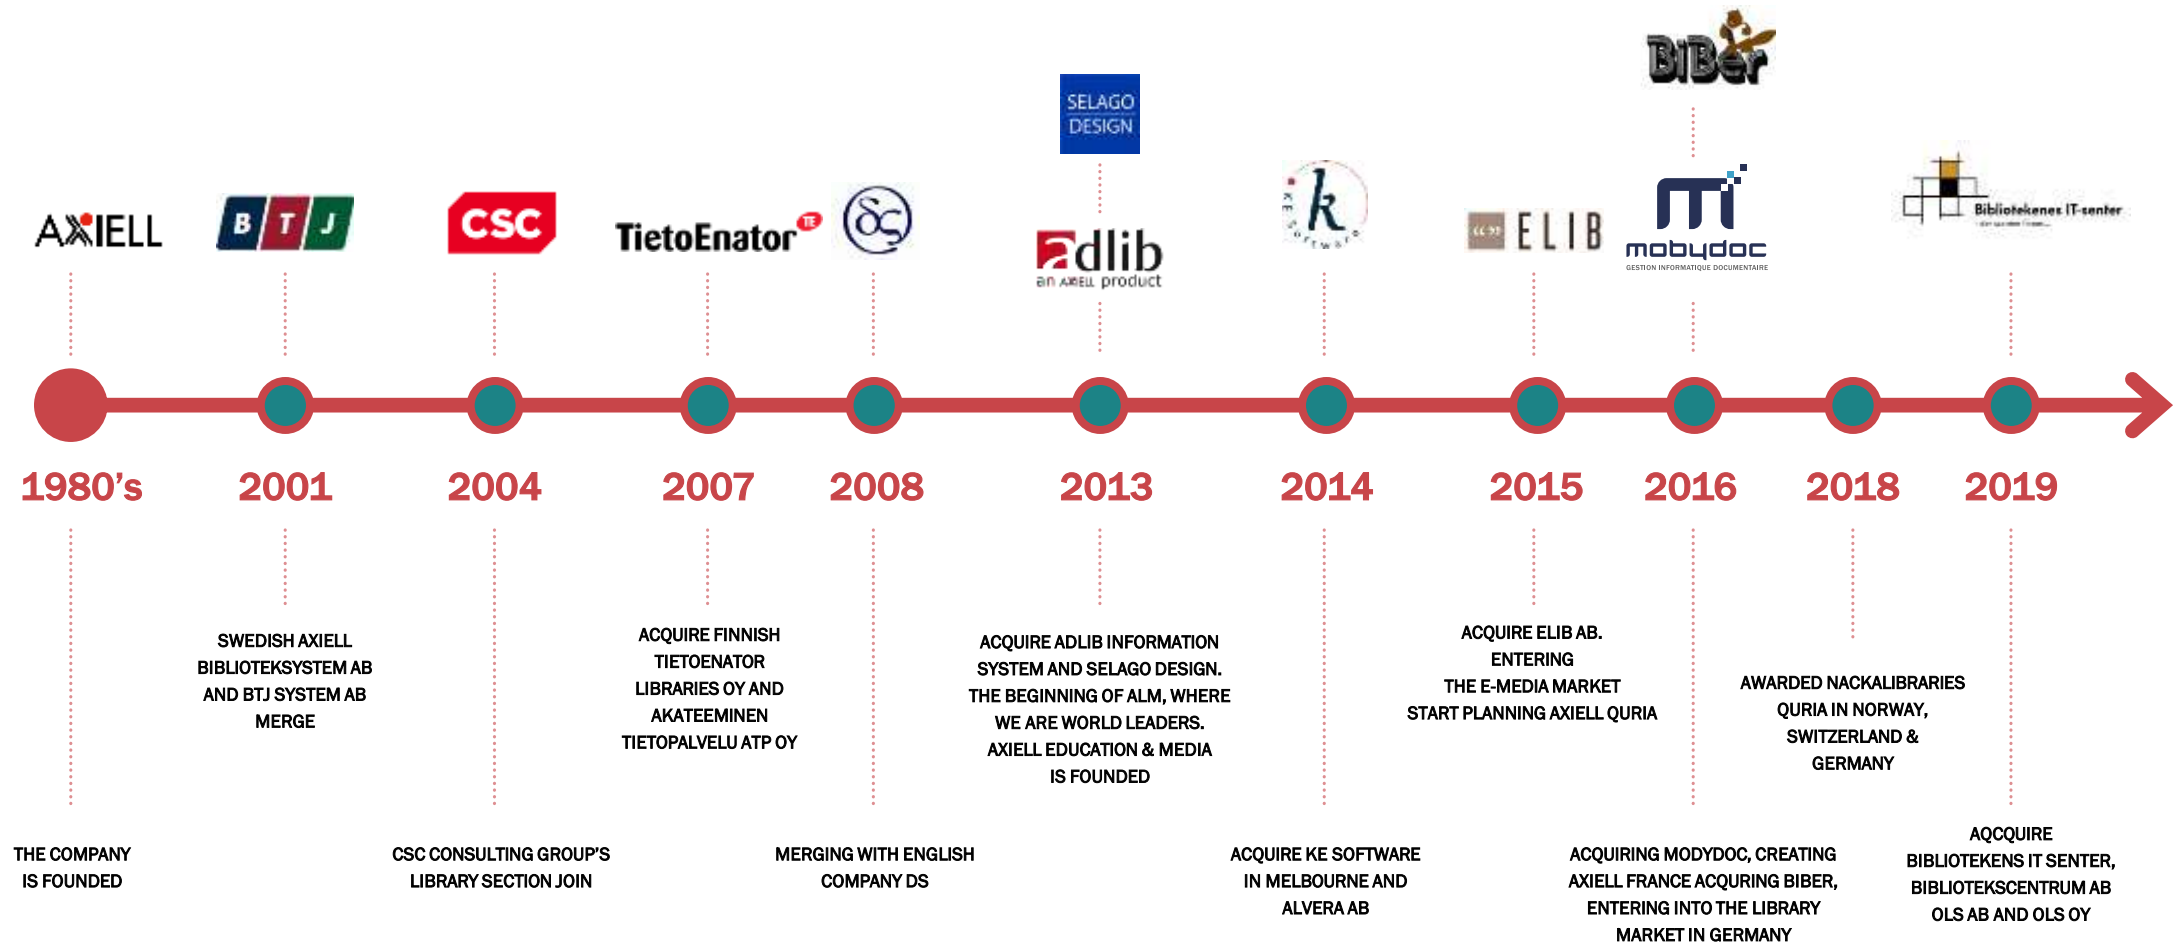 BiBer
SELAGO
DESIGN
AXIELL
BTJ
CSC
TietoEnator TE
δς
adlib
an AXIELL product
k
KE Software
“” ELIB
mobydoc
GESTION INFORMATIQUE DOCUMENTAIRE
Bibliotekenes IT-senter
1980’s
2001
2004
2007
2008
2013
2014
2015
2016
2018
2019
SWEDISH AXIELL
BIBLIOTEKSYSTEM AB
AND BTJ SYSTEM AB
MERGE
ACQUIRE FINNISH
TIETOENATOR
LIBRARIES OY AND
AKATEEMINEN
TIETOPALVELU ATP OY
ACQUIRE ADLIB INFORMATION
SYSTEM AND SELAGO DESIGN.
THE BEGINNING OF ALM, WHERE
WE ARE WORLD LEADERS.
AXIELL EDUCATION & MEDIA
IS FOUNDED
ACQUIRE ELIB AB.
ENTERING
THE E-MEDIA MARKET
START PLANNING AXIELL QURIA
AWARDED NACKALIBRARIES
QURIA IN NORWAY,
SWITZERLAND &
GERMANY
THE COMPANY
IS FOUNDED
CSC CONSULTING GROUP’S
LIBRARY SECTION JOIN
MERGING WITH ENGLISH
COMPANY DS
ACQUIRE KE SOFTWARE
IN MELBOURNE AND
ALVERA AB
ACQUIRING MODYDOC, CREATING
AXIELL FRANCE ACQURING BIBER,
ENTERING INTO THE LIBRARY
MARKET IN GERMANY
AQCQUIRE
BIBLIOTEKENS IT SENTER,
BIBLIOTEKSCENTRUM AB
OLS AB AND OLS OY